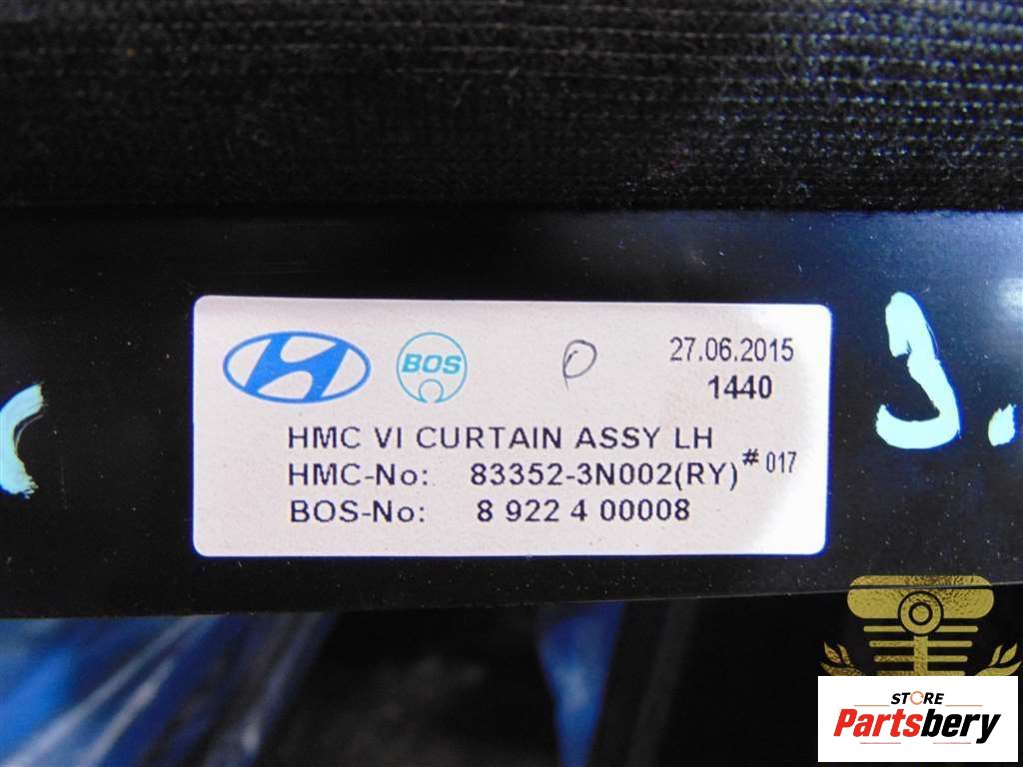 BOS
27.06.2015
1440
HMC VI CURTAIN ASSY LH
HMC-No: 83352-3N002(RY) # 017
BOS-No: 8 922 4 00008
STORE
Partsbery